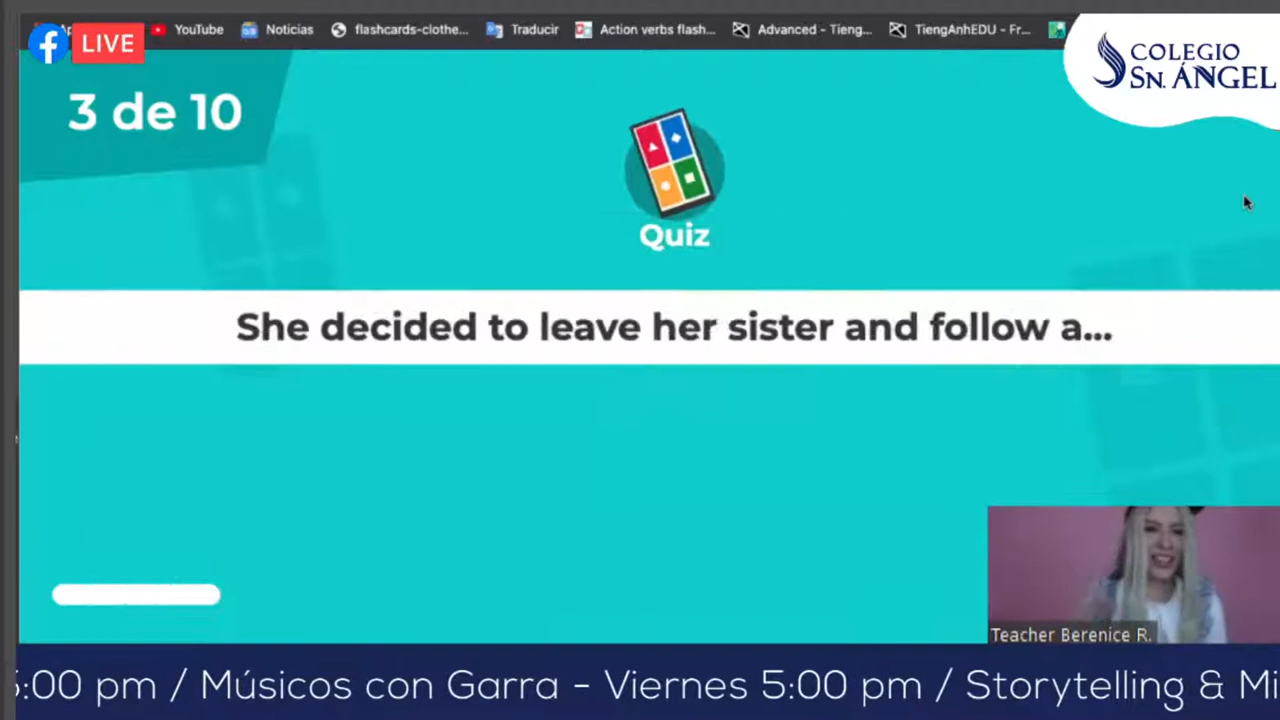 YouTube
Noticias
flashcards-clothe...
Traducir
Action verbs flash...
Advanced - Tieng...
TiengAnhEDU - Fr...
LIVE
COLEGIO
SN. ÁNGEL
3 de 10
Quiz
She decided to leave her sister and follow a...
Teacher Berenice R.
5:00 pm / Músicos con Garra - Viernes 5:00 pm / Storytelling & Mi